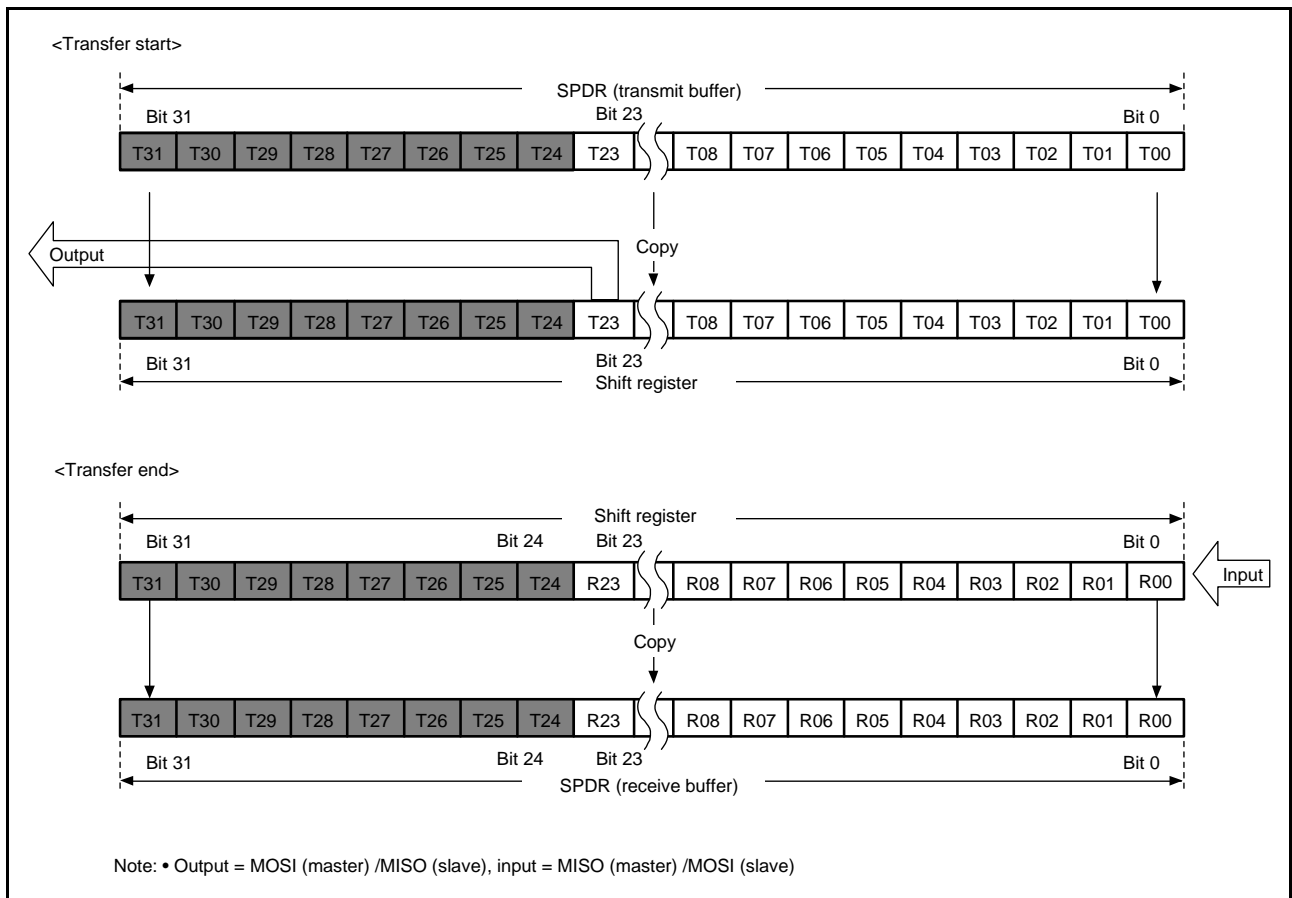 <Transfer start>
SPDR (transmit buffer)
Bit 31 Bit 23 Bit 0
T31 T30 T29 T28 T27 T26 T25 T24 T23 T08 T07 T06 T05 T04 T03 T02 T01 T00
Output Copy
T31 T30 T29 T28 T27 T26 T25 T24 T23 T08 T07 T06 T05 T04 T03 T02 T01 T00
Bit 31 Bit 23 Bit 0
Shift register
<Transfer end>
Shift register
Bit 31 Bit 24 Bit 23 Bit 0
T31 T30 T29 T28 T27 T26 T25 T24 R23 R08 R07 R06 R05 R04 R03 R02 R01 R00 Input
Copy
T31 T30 T29 T28 T27 T26 T25 T24 R23 R08 R07 R06 R05 R04 R03 R02 R01 R00
Bit 31 Bit 24 Bit 23 Bit 0
SPDR (receive buffer)
Note: • Output = MOSI (master) /MISO (slave), input = MISO (master) /MOSI (slave)